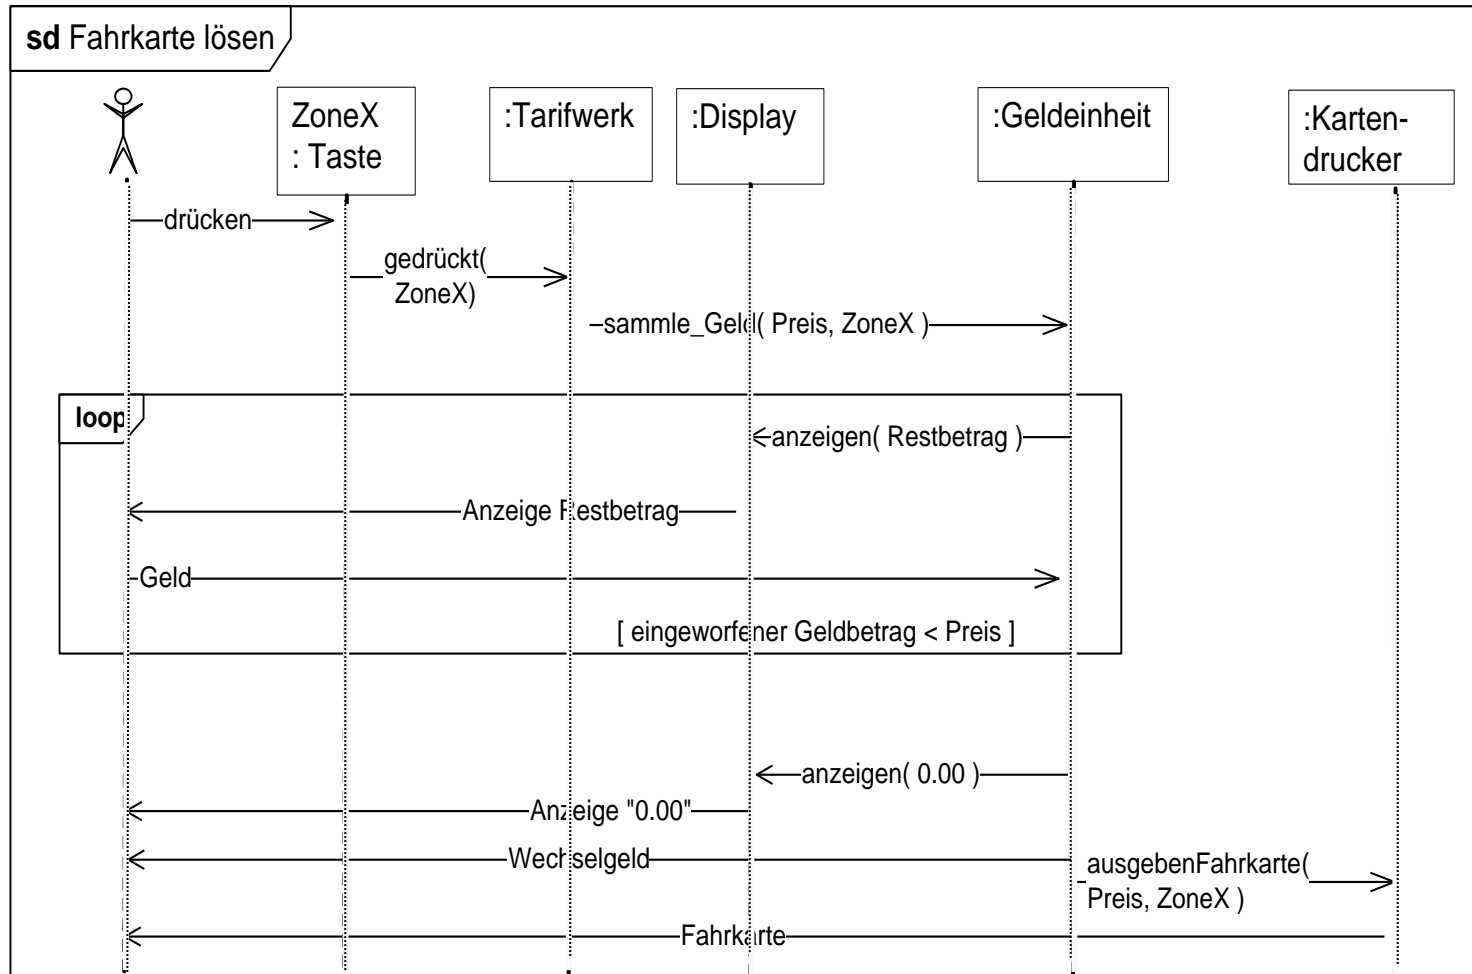 sd Fahrkarte lösen
ZoneX
: Taste
:Tarifwerk
:Display
:Geldeinheit
:Karten-
drucker
drücken
gedrückt(
ZoneX)
sammle_Geld( Preis, ZoneX )
loop
anzeigen( Restbetrag )
Anzeige Restbetrag
Geld
[ eingeworfener Geldbetrag < Preis ]
anzeigen( 0.00 )
Anzeige "0.00"
Wechselgeld
ausgebenFahrkarte(
Preis, ZoneX )
Fahrkarte